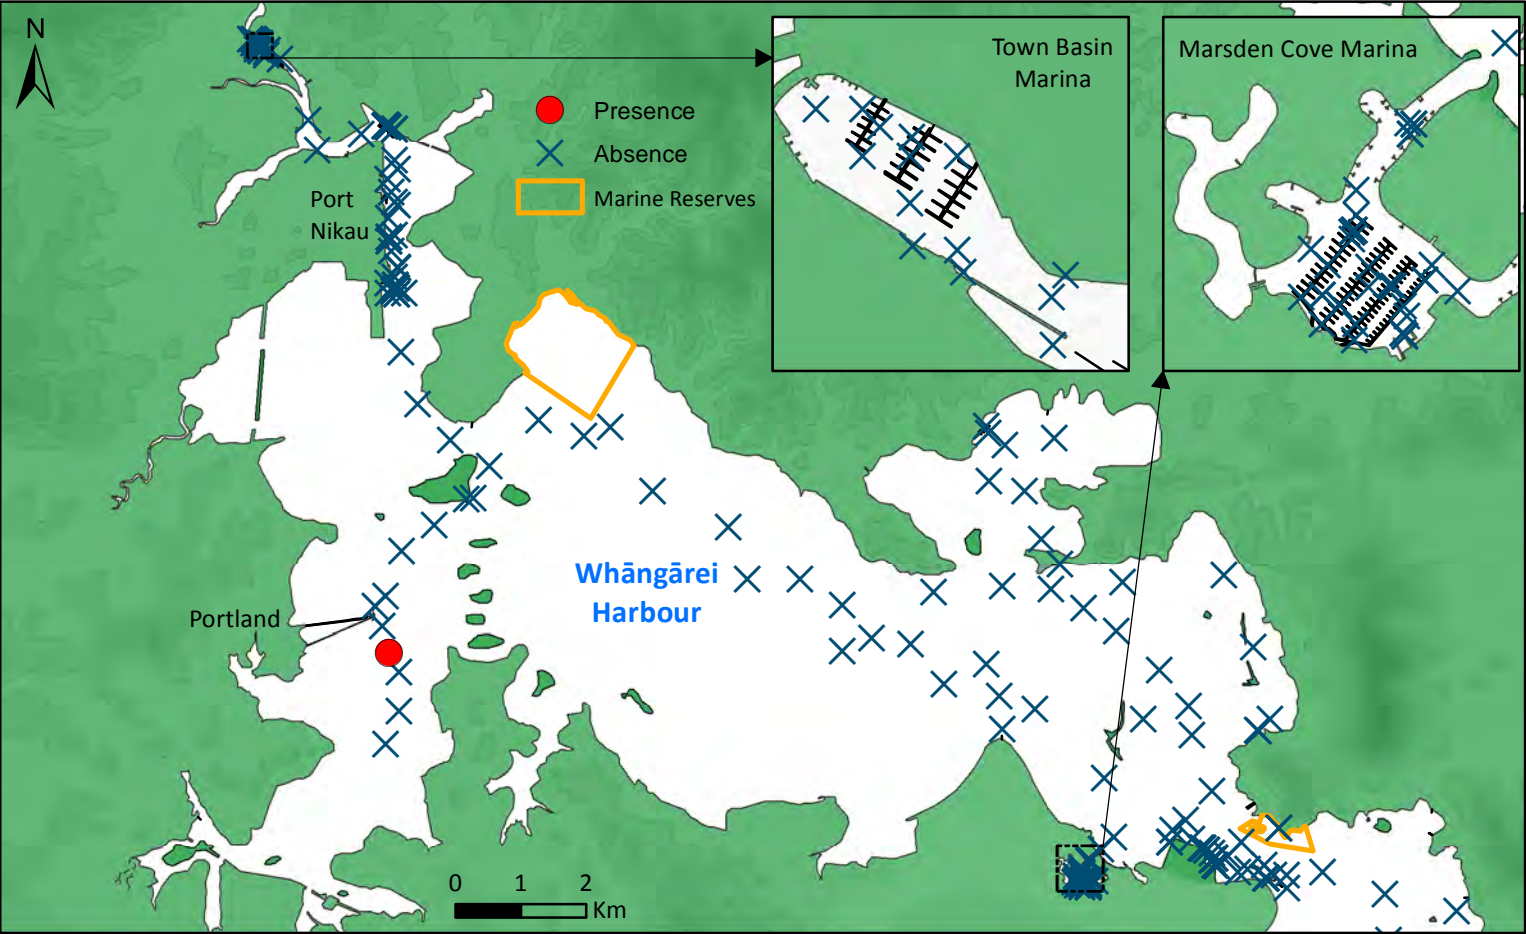 N
Town Basin
Marina
Marsden Cove Marina
Presence
Absence
Marine Reserves
Port
Nikau
Whāngārei
Harbour
Portland
0 1 2
Km